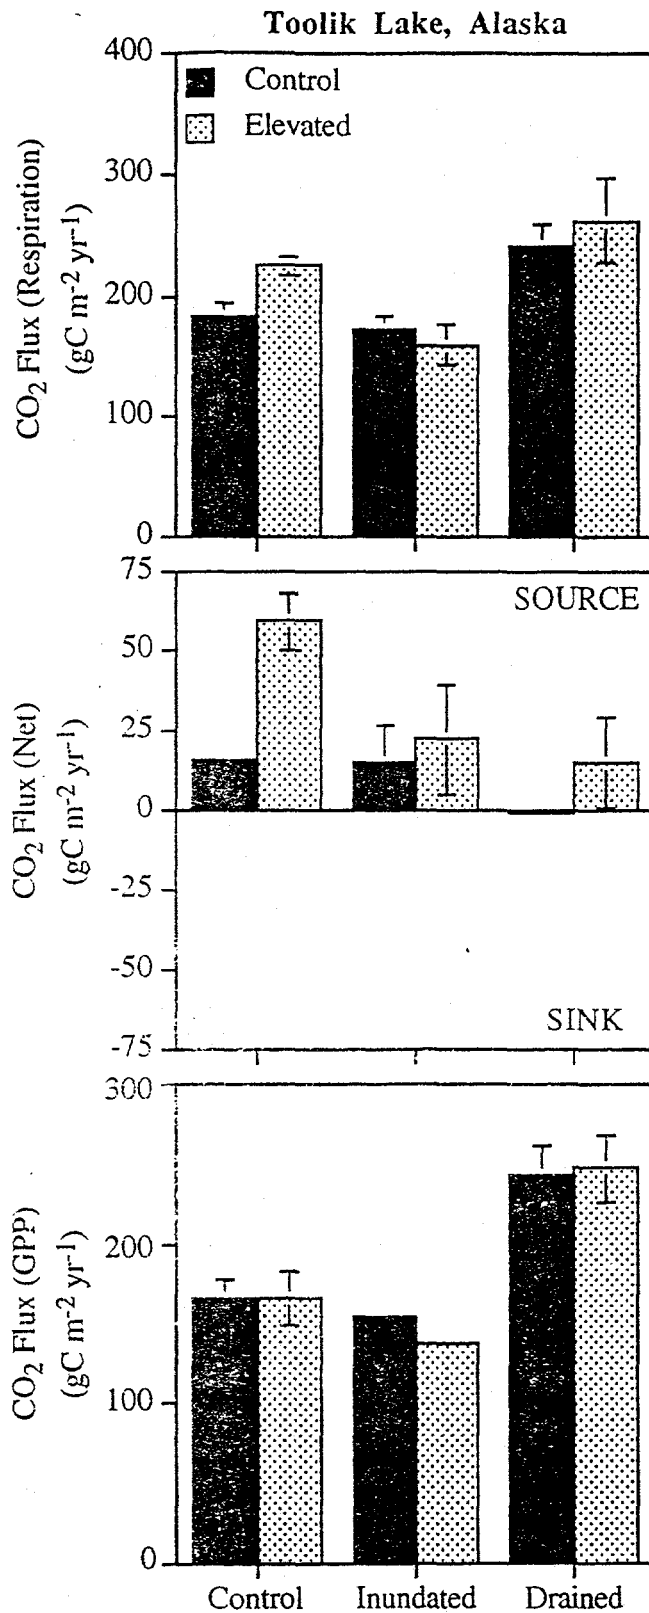 Toolik Lake, Alaska
400
Control
Elevated
300
200
100
0
CO2 Flux (Respiration)
(gC m-2 yr-1)
75
SOURCE
50
25
0
-25
-50
SINK
-75
CO2 Flux (Net)
(gC m-2 yr-1)
300
200
100
0
CO2 Flux (GPP)
(gC m-2 yr-1)
Control Inundated Drained